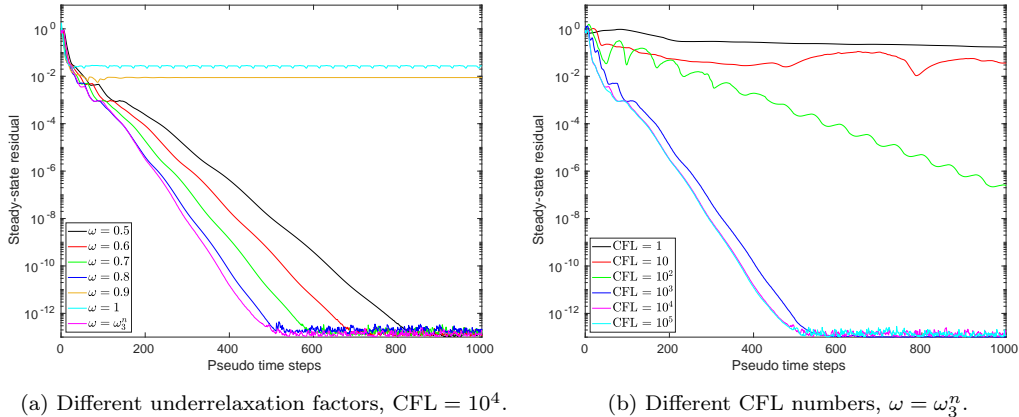 10^0
10^-2
10^-4
10^-6
10^-8
10^-10
10^-12
Steady-state residual
ω = 0.5
ω = 0.6
ω = 0.7
ω = 0.8
ω = 0.9
ω = 1
ω = ω_3^n
0 200 400 600 800 1000
Pseudo time steps
(a) Different underrelaxation factors, CFL = 10^4.
10^0
10^-2
10^-4
10^-6
10^-8
10^-10
10^-12
Steady-state residual
CFL = 1
CFL = 10
CFL = 10^2
CFL = 10^3
CFL = 10^4
CFL = 10^5
0 200 400 600 800 1000
Pseudo time steps
(b) Different CFL numbers, ω = ω_3^n.